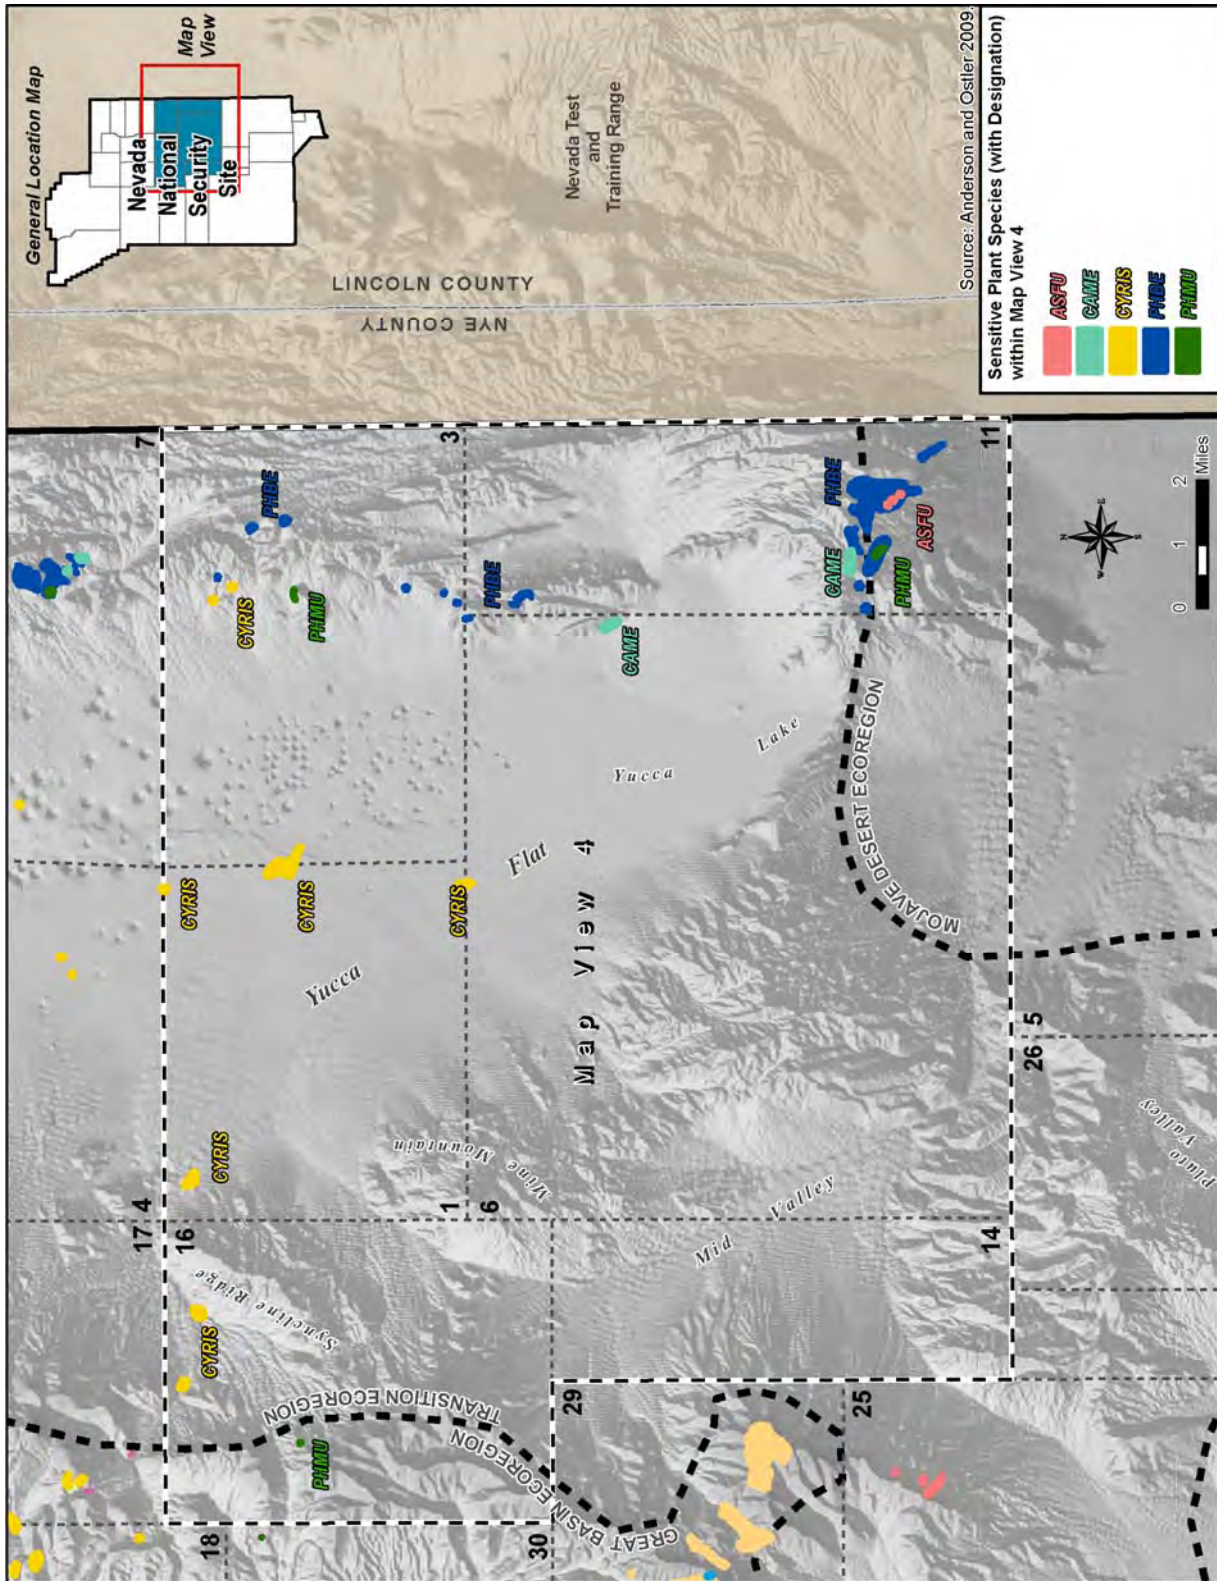 General Location Map
Nevada
National
Security
Site
Map
View
Nevada Test
and
Training Range
LINCOLN COUNTY
NYE COUNTY
Source: Anderson and Ostler 2009.
Sensitive Plant Species (with Designation)
within Map View 4
ASFU
CAME
CYRIS
PHBE
PHMU
7
3
11
PHBE
CYRIS
PHMU
PHBE
CAME
PHBE
CAME
PHMU
ASFU
N
E
S
W
0 1 2
Miles
Yucca
Lake
MOJAVE DESERT ECOREGION
CYRIS
CYRIS
CYRIS
Yucca
Flat
Map View 4
CYRIS
Mine Mountain
17 4
16
1
6
26 5
14
Mid
Valley
Pluto
Valley
Syncline Ridge
CYRIS
TRANSITION ECOREGION
GREAT BASIN ECOREGION
PHMU
18
30
29
25